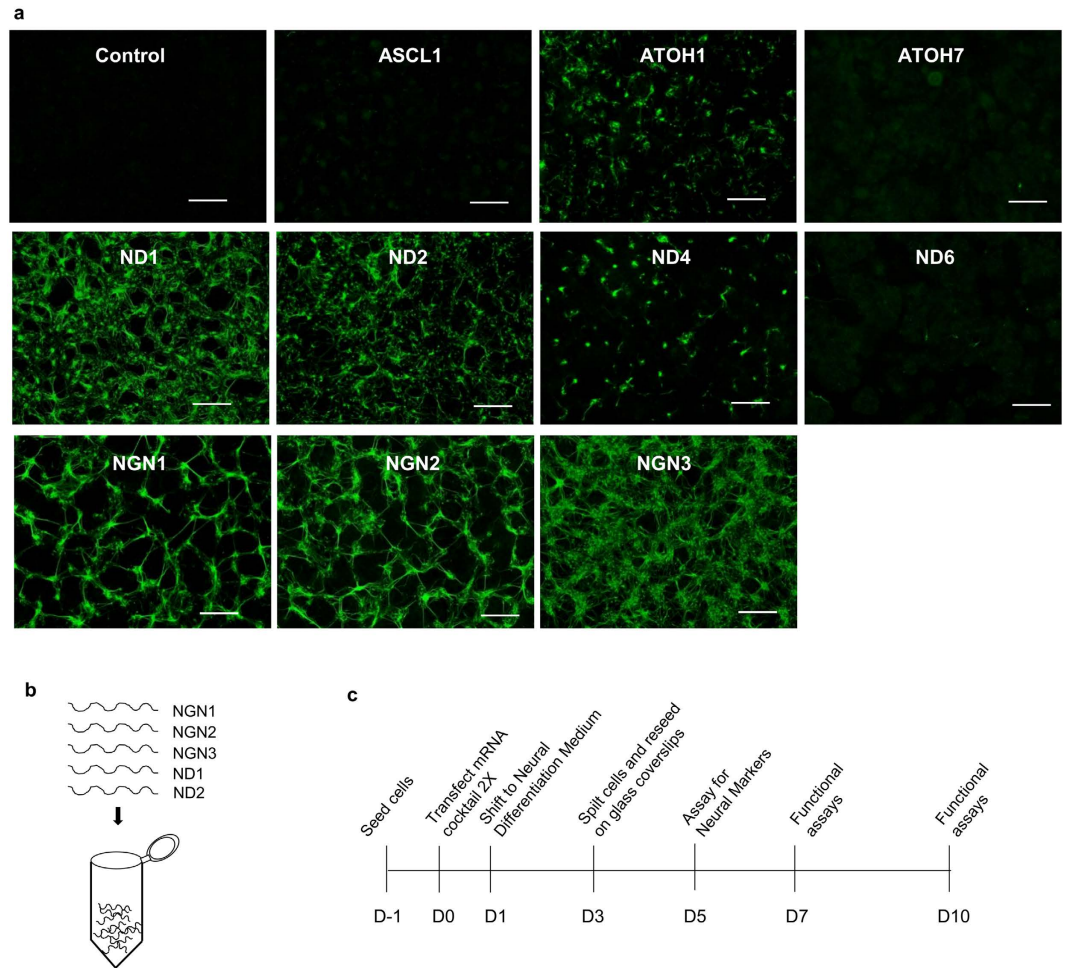 a
Control
ASCL1
ATOH1
ATOH7
ND1
ND2
ND4
ND6
NGN1
NGN2
NGN3
b
NGN1
NGN2
NGN3
ND1
ND2
c
Seed cells
Transfect mRNA
cocktail 2X
Shift to Neural
Differentiation Medium
Spilt cells and reseed
on glass coverslips
Assay for
Neural Markers
Functional
assays
Functional
assays
D-1
D0
D1
D3
D5
D7
D10